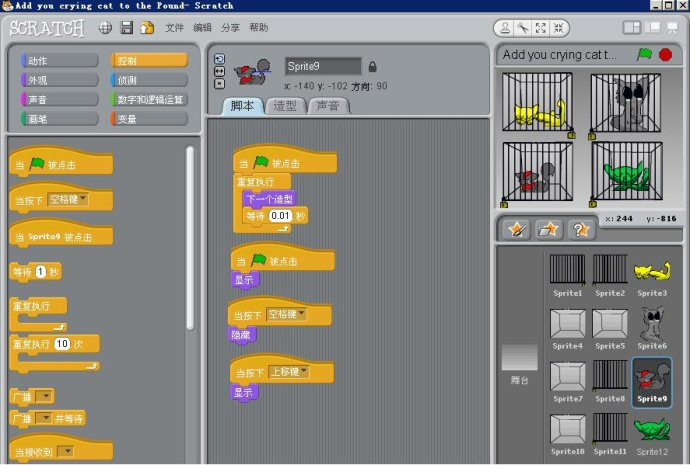 Add you crying cat to the Pound~ Scratch
SCRATCH
文件 编辑 分享 帮助
动作 控制
外观 侦测
声音 数字和逻辑运算
画笔 变量
当 被点击
当按下 空格键
当 Sprite9 被点击
等待 1 秒
重复执行
重复执行 10 次
广播
广播 并等待
当接收到
Sprite9
x: -140 y: -102 方向: 90
脚本 造型 声音
当 被点击
重复执行
下一个造型
等待 0.01 秒
当 被点击
显示
当按下 空格键
隐藏
当按下 上移键
显示
Add you crying cat t...
x: 244 y: -816
舞台
Sprite1 Sprite2 Sprite3
Sprite4 Sprite5 Sprite6
Sprite7 Sprite8 Sprite9
Sprite10 Sprite11 Sprite12